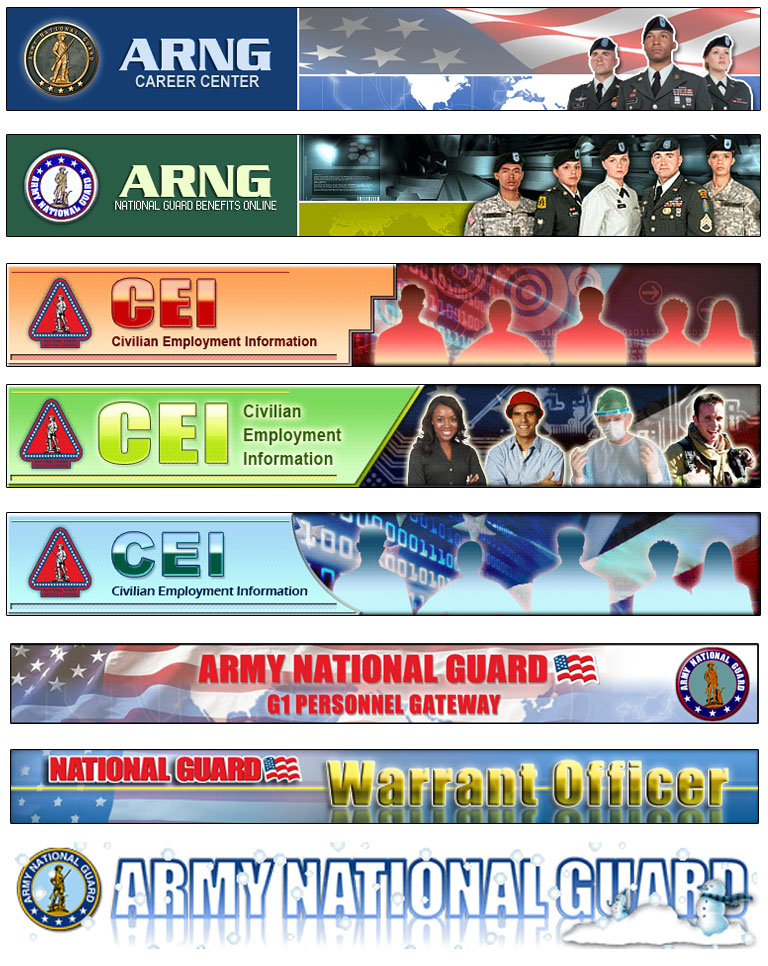 ARMY NATIONAL GUARD
ARNG
CAREER CENTER
ARMY NATIONAL GUARD
ARNG
NATIONAL GUARD BENEFITS ONLINE
CEI
Civilian Employment Information
CEI
Civilian
Employment
Information
CEI
Civilian Employment Information
ARMY NATIONAL GUARD
G1 PERSONNEL GATEWAY
ARMY NATIONAL GUARD
NATIONAL GUARD
Warrant Officer
ARMY NATIONAL GUARD
ARMY NATIONAL GUARD